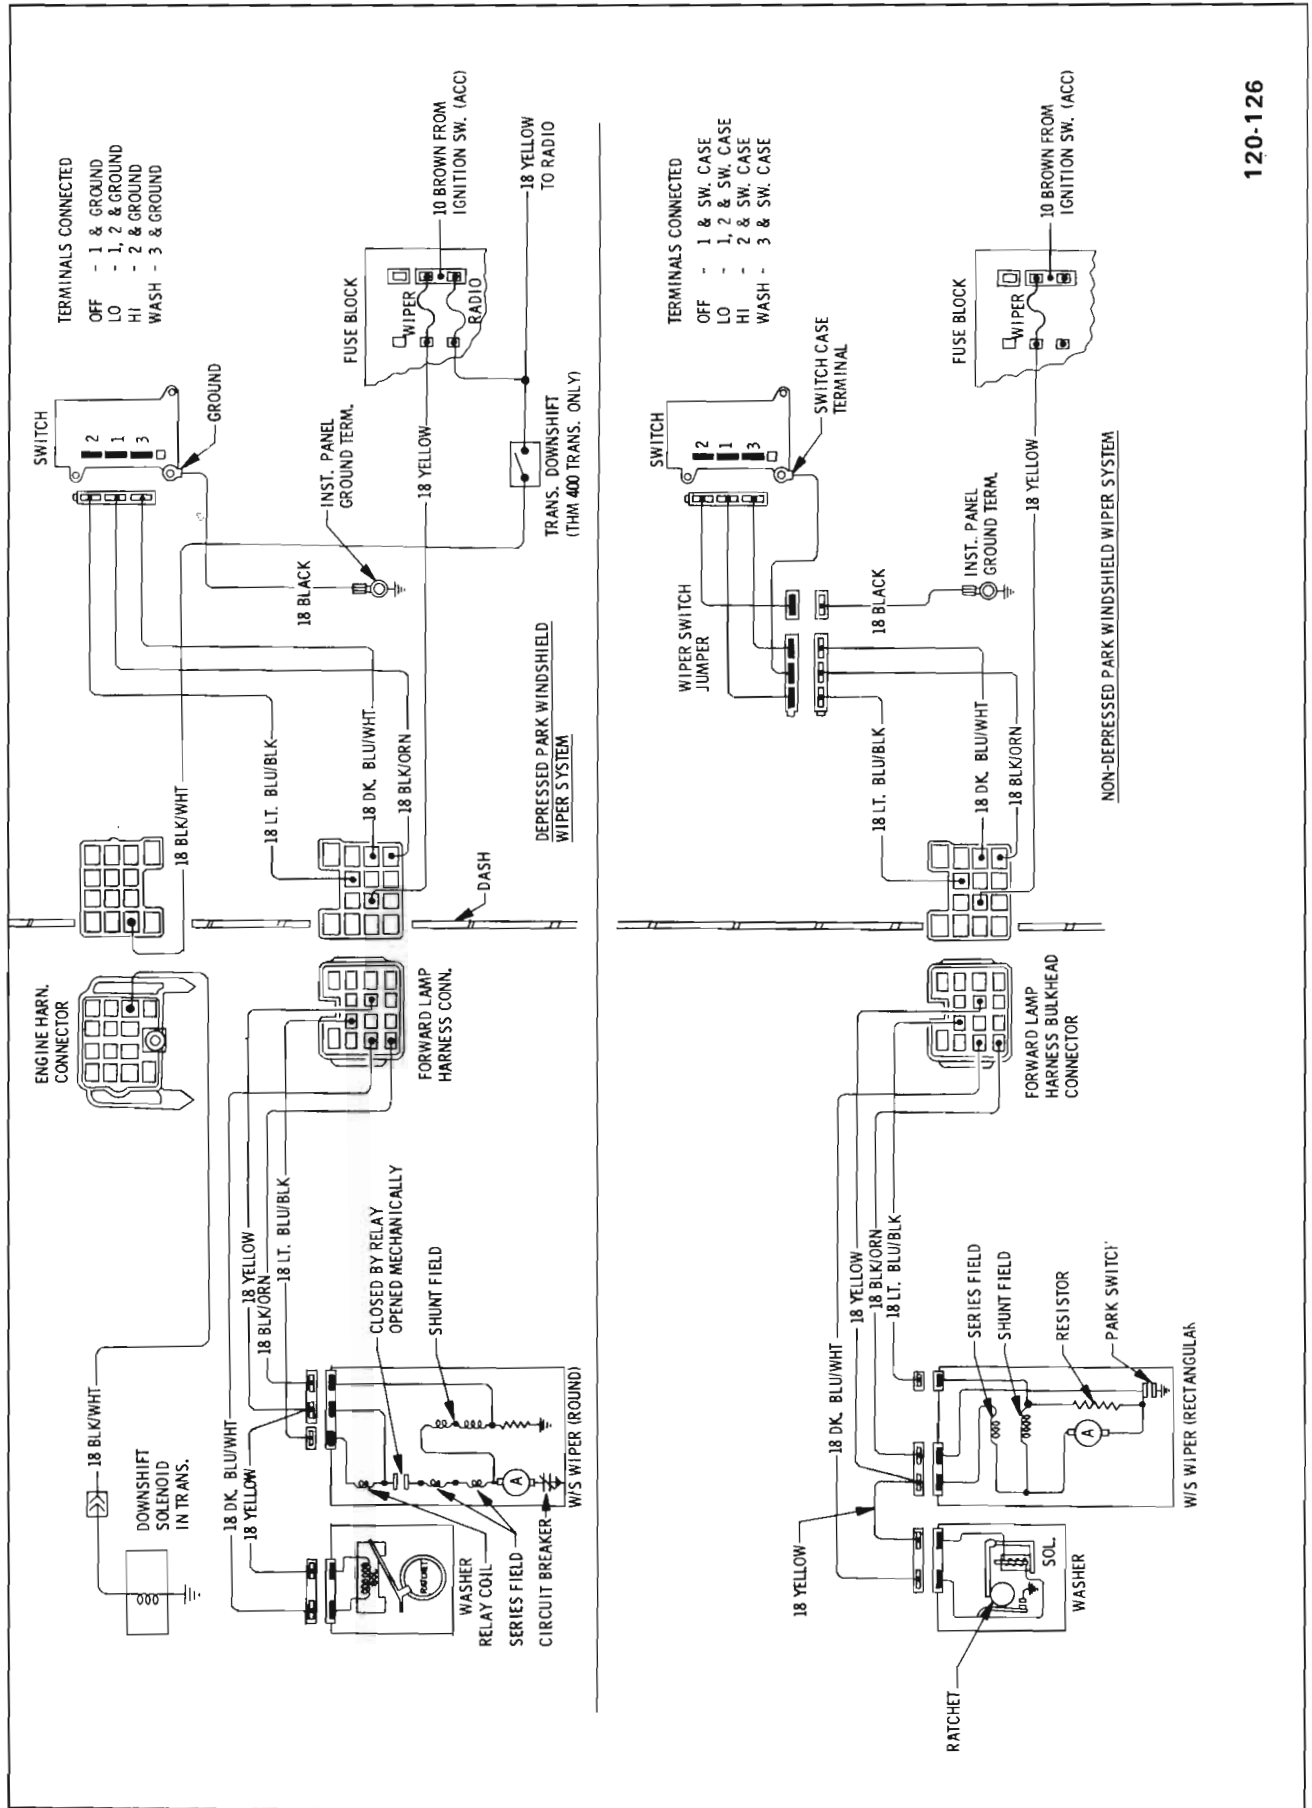 120-126
ENGINE HARN.
CONNECTOR
SWITCH
2
1
3
TERMINALS CONNECTED
OFF - 1 & GROUND
LO - 1, 2 & GROUND
HI - 2 & GROUND
WASH - 3 & GROUND
GROUND
18 BLK/WHT
18 BLK/WHT
DOWNSHIFT
SOLENOID
IN TRANS.
INST. PANEL
GROUND TERM.
18 BLACK
FUSE BLOCK
WIPER
RADIO
10 BROWN FROM
IGNITION SW. (ACC)
18 YELLOW
TO RADIO
TRANS. DOWNSHIFT
(THM 400 TRANS. ONLY)
18 YELLOW
18 LT. BLU/BLK
18 DK. BLU/WHT
18 BLK/ORN
DASH
FORWARD LAMP
HARNESS CONN.
18 DK. BLU/WHT
18 YELLOW
18 YELLOW
18 BLK/ORN
18 LT. BLU/BLK
CLOSED BY RELAY
OPENED MECHANICALLY
SHUNT FIELD
A
SOL
RATCHET
WASHER
RELAY COIL
SERIES FIELD
CIRCUIT BREAKER
W/S WIPER (ROUND)
DEPRESSED PARK WINDSHIELD
WIPER SYSTEM
SWITCH
2
1
3
TERMINALS CONNECTED
OFF - 1 & SW. CASE
LO - 1, 2 & SW. CASE
HI - 2 & SW. CASE
WASH - 3 & SW. CASE
SWITCH CASE
TERMINAL
WIPER SWITCH
JUMPER
18 BLACK
INST. PANEL
GROUND TERM.
FUSE BLOCK
WIPER
10 BROWN FROM
IGNITION SW. (ACC)
18 YELLOW
18 LT. BLU/BLK
18 DK. BLU/WHT
18 BLK/ORN
FORWARD LAMP
HARNESS BULKHEAD
CONNECTOR
18 DK. BLU/WHT
18 YELLOW
18 BLK/ORN
18 LT. BLU/BLK
18 YELLOW
SERIES FIELD
SHUNT FIELD
RESISTOR
PARK SWITCH
A
SOL.
WASHER
RATCHET
W/S WIPER (RECTANGULAR
NON-DEPRESSED PARK WINDSHIELD WIPER SYSTEM